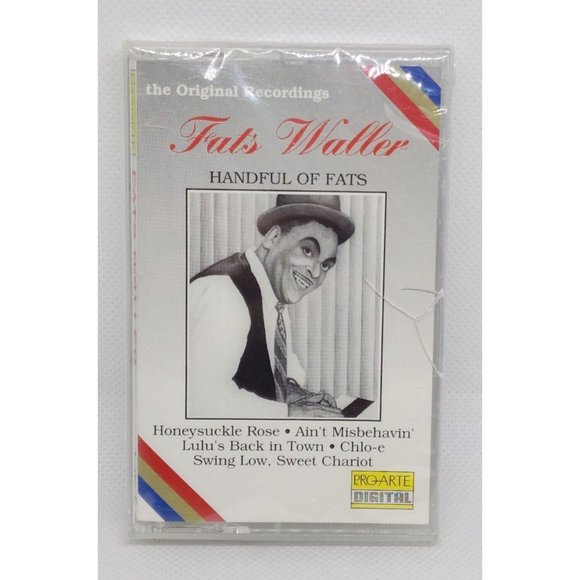 the Original Recordings
Fats Waller
HANDFUL OF FATS
Honeysuckle Rose • Ain't Misbehavin'
Lulu's Back in Town • Chlo-e
Swing Low, Sweet Chariot
PRO ARTE
DIGITAL